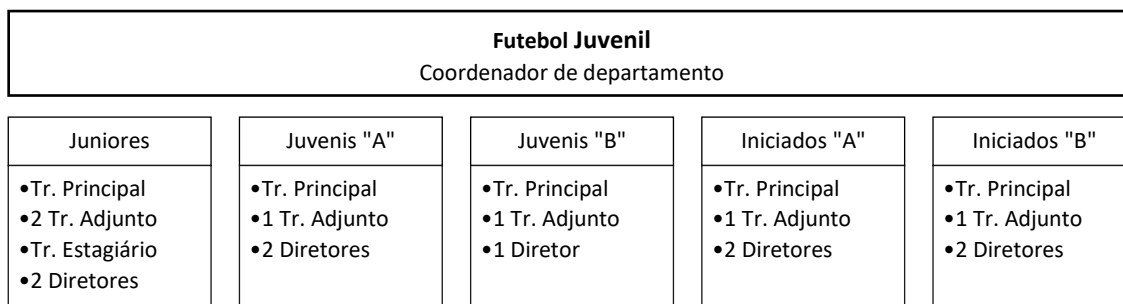 Futebol Juvenil
Coordenador de departamento
Juniores
•Tr. Principal
•2 Tr. Adjunto
•Tr. Estagiário
•2 Diretores
Juvenis "A"
•Tr. Principal
•1 Tr. Adjunto
•2 Diretores
Juvenis "B"
•Tr. Principal
•1 Tr. Adjunto
•1 Diretor
Iniciados "A"
•Tr. Principal
•1 Tr. Adjunto
•2 Diretores
Iniciados "B"
•Tr. Principal
•1 Tr. Adjunto
•2 Diretores